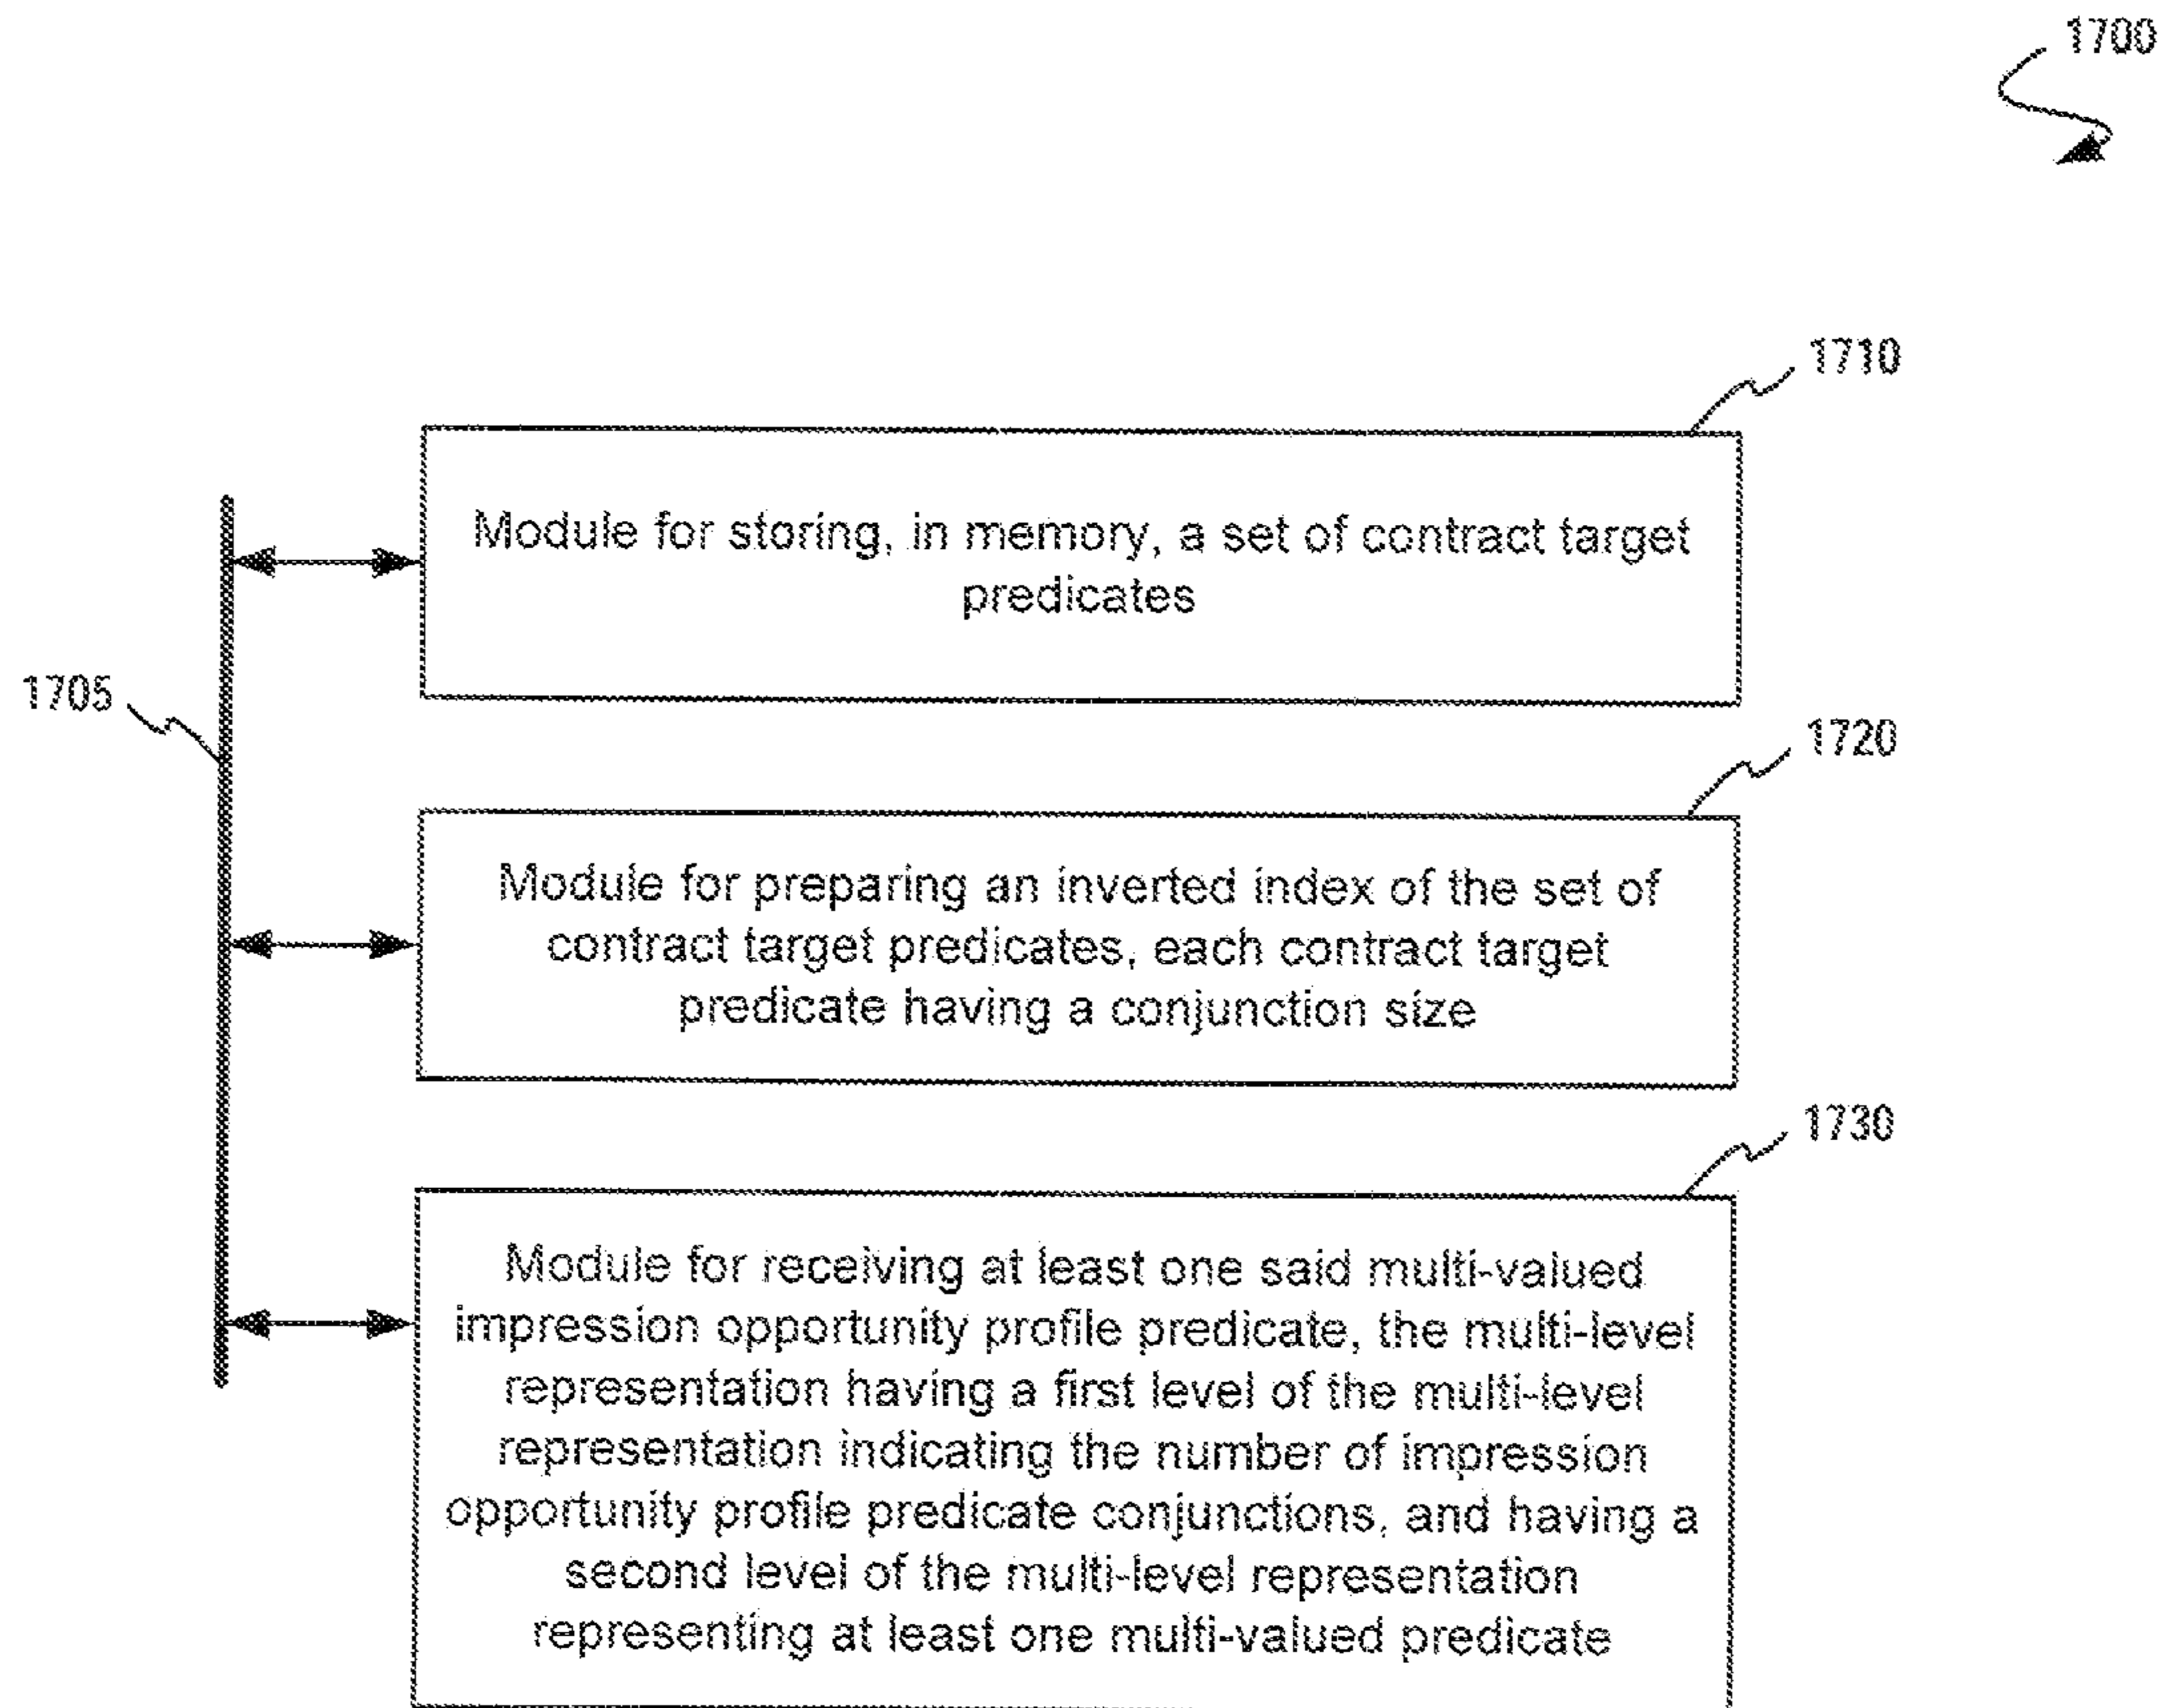 1700
1710
Module for storing, in memory, a set of contract target
predicates
1705
1720
Module for preparing an inverted index of the set of
contract target predicates, each contract target
predicate having a conjunction size
1730
Module for receiving at least one said multi-valued
impression opportunity profile predicate, the multi-level
representation having a first level of the multi-level
representation indicating the number of impression
opportunity profile predicate conjunctions, and having a
second level of the multi-level representation
representing at least one multi-valued predicate